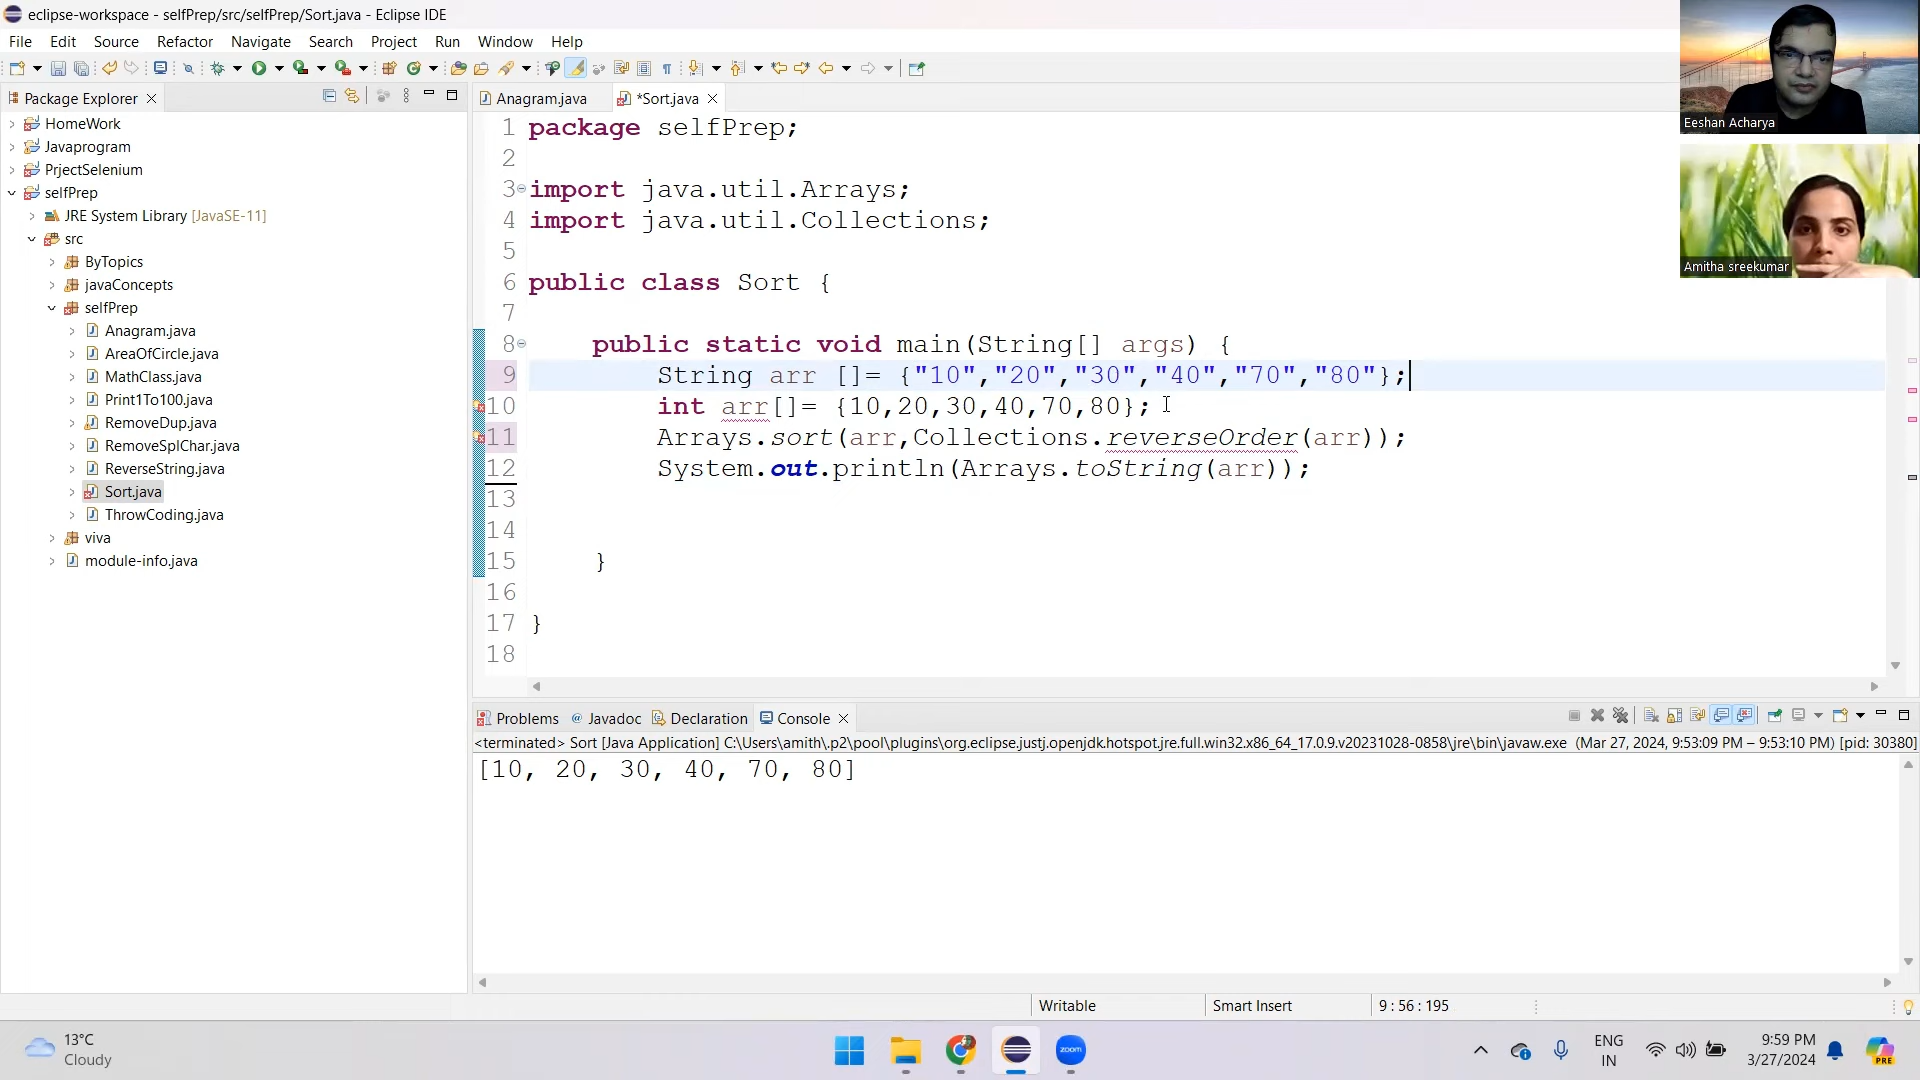 eclipse-workspace - selfPrep/src/selfPrep/Sort.java - Eclipse IDE
File Edit Source Refactor Navigate Search Project Run Window Help
Package Explorer
HomeWork
Javaprogram
PrjectSelenium
selfPrep
JRE System Library [JavaSE-11]
src
ByTopics
javaConcepts
selfPrep
Anagram.java
AreaOfCircle.java
MathClass.java
Print1To100.java
RemoveDup.java
RemoveSplChar.java
ReverseString.java
Sort.java
ThrowCoding.java
viva
module-info.java
Anagram.java *Sort.java
1 package selfPrep;
2
3 import java.util.Arrays;
4 import java.util.Collections;
5
6 public class Sort {
7
8 public static void main(String[] args) {
9 String arr []= {"10","20","30","40","70","80"};
10 int arr[]= {10,20,30,40,70,80};
11 Arrays.sort(arr,Collections.reverseOrder(arr));
12 System.out.println(Arrays.toString(arr));
13
14
15 }
16
17 }
18
Eeshan Acharya
Amitha sreekumar
Problems @ Javadoc Declaration Console
<terminated> Sort [Java Application] C:\Users\amith\.p2\pool\plugins\org.eclipse.justj.openjdk.hotspot.jre.full.win32.x86_64_17.0.9.v20231028-0858\jre\bin\javaw.exe (Mar 27, 2024, 9:53:09 PM – 9:53:10 PM) [pid: 30380]
[10, 20, 30, 40, 70, 80]
Writable Smart Insert 9 : 56 : 195
13°C
Cloudy
zoom
ENG
IN
9:59 PM
3/27/2024
PRE